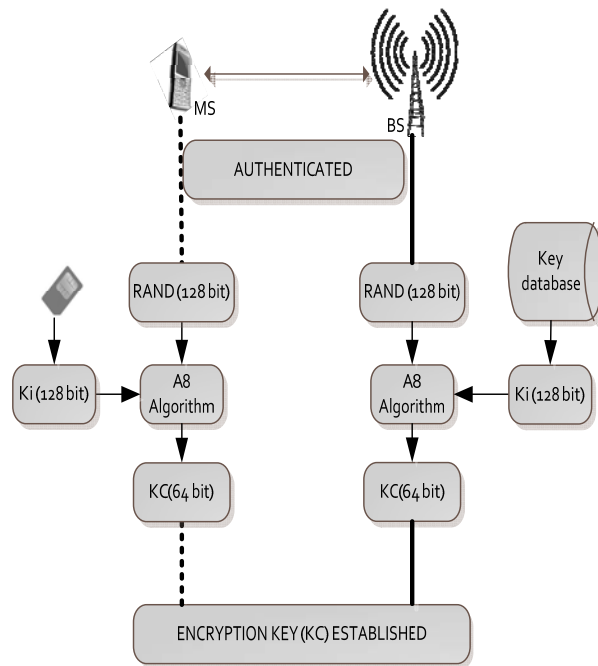 MS
BS
AUTHENTICATED
Key
database
RAND (128 bit)
RAND (128 bit)
Ki (128 bit)
A8
Algorithm
A8
Algorithm
Ki (128 bit)
KC(64 bit)
KC(64 bit)
ENCRYPTION KEY (KC) ESTABLISHED